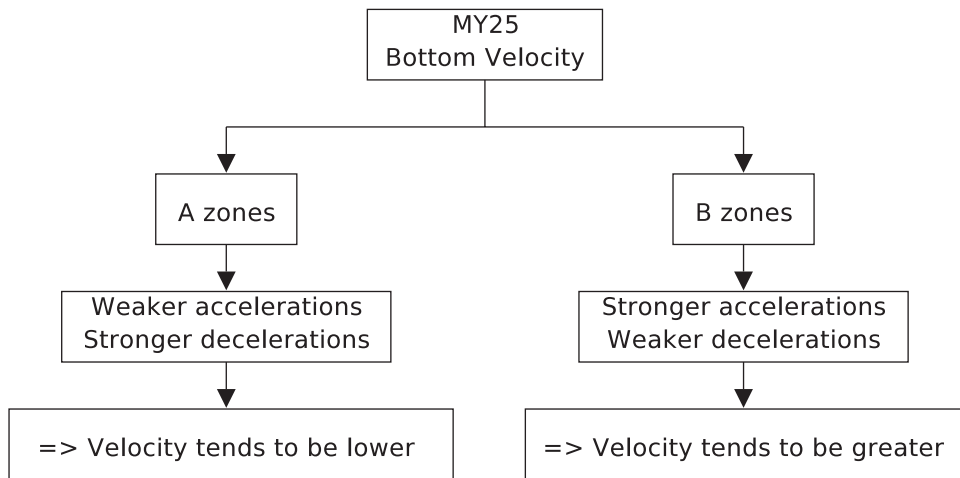 MY25
Bottom Velocity
A zones
B zones
Weaker accelerations
Stronger decelerations
Stronger accelerations
Weaker decelerations
=> Velocity tends to be lower
=> Velocity tends to be greater